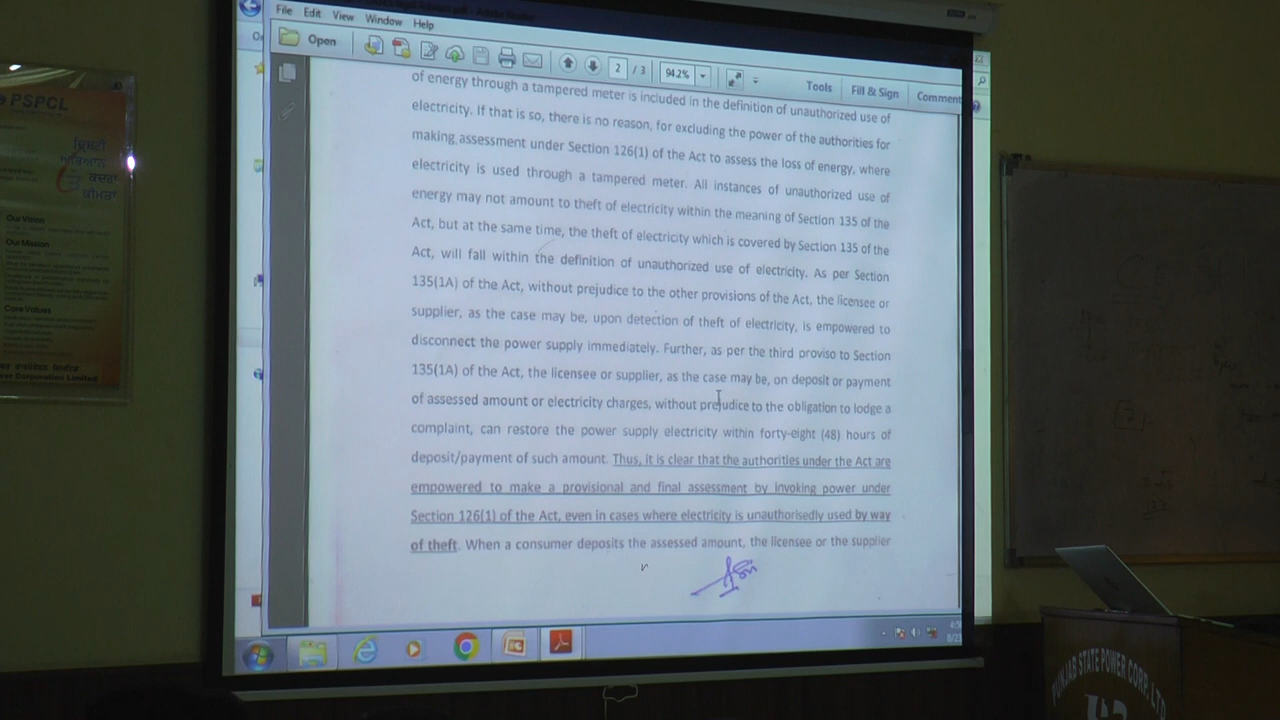 File Edit View Window Help
Open
2 / 3
94.2%
Tools
Fill & Sign
Comment
of energy through a tampered meter is included in the definition of unauthorized use of
electricity. If that is so, there is no reason, for excluding the power of the authorities for
making assessment under Section 126(1) of the Act to assess the loss of energy, where
electricity is used through a tampered meter. All instances of unauthorized use of
energy may not amount to theft of electricity within the meaning of Section 135 of the
Act, but at the same time, the theft of electricity which is covered by Section 135 of the
Act, will fall within the definition of unauthorized use of electricity. As per Section
135(1A) of the Act, without prejudice to the other provisions of the Act, the licensee or
supplier, as the case may be, upon detection of theft of electricity, is empowered to
disconnect the power supply immediately. Further, as per the third proviso to Section
135(1A) of the Act, the licensee or supplier, as the case may be, on deposit or payment
of assessed amount or electricity charges, without prejudice to the obligation to lodge a
complaint, can restore the power supply electricity within forty-eight (48) hours of
deposit/payment of such amount. Thus, it is clear that the authorities under the Act are
empowered to make a provisional and final assessment by invoking power under
Section 126(1) of the Act, even in cases where electricity is unauthorisedly used by way
of theft. When a consumer deposits the assessed amount, the licensee or the supplier
PSPCL
ਕਦਰਾਂ
ਕੀਮਤਾਂ
Our Vision
Our Mission
Core Values
wer Corporation Limited
PUNJAB STATE POWER CORP. LTD